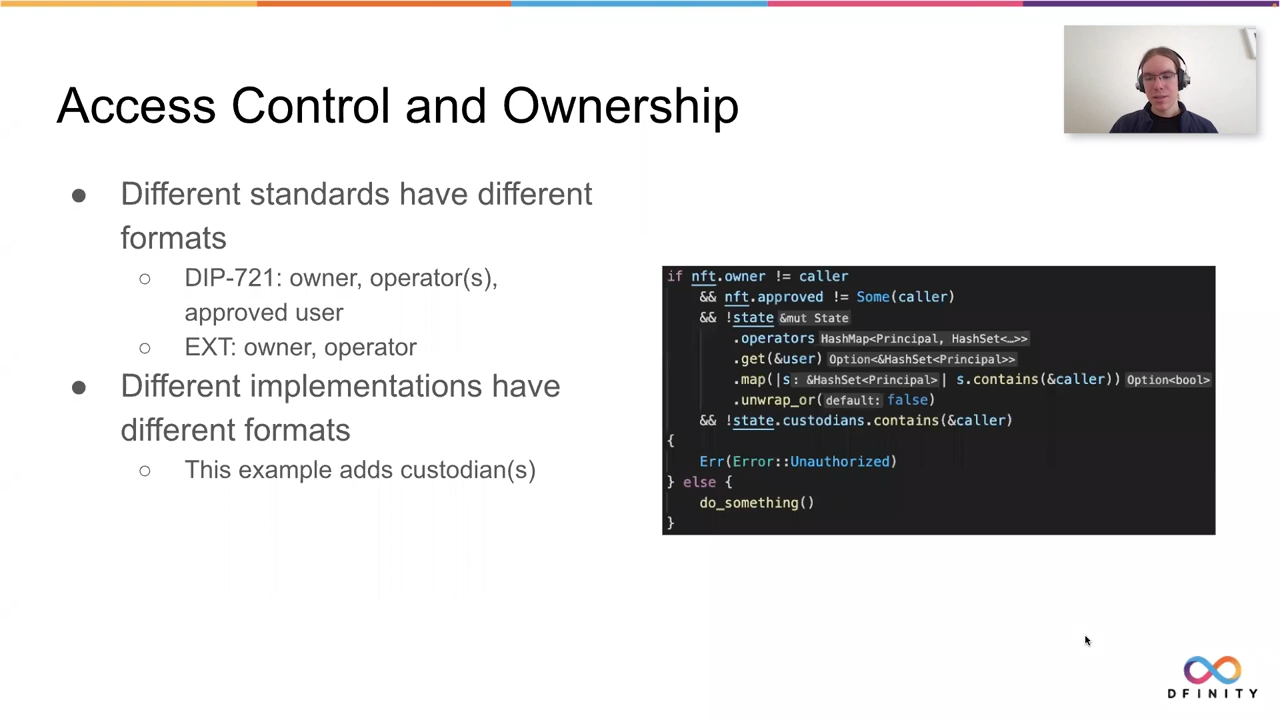 Access Control and Ownership
● Different standards have different
formats
○ DIP-721: owner, operator(s),
approved user
○ EXT: owner, operator
● Different implementations have
different formats
○ This example adds custodian(s)
if nft.owner != caller
&& nft.approved != Some(caller)
&& !state &mut State
.operators HashMap<Principal, HashSet<…>>
.get(&user) Option<&HashSet<Principal>>
.map(|s: &HashSet<Principal>| s.contains(&caller)) Option<bool>
.unwrap_or(default: false)
&& !state.custodians.contains(&caller)
{
Err(Error::Unauthorized)
} else {
do_something()
}
DFINITY